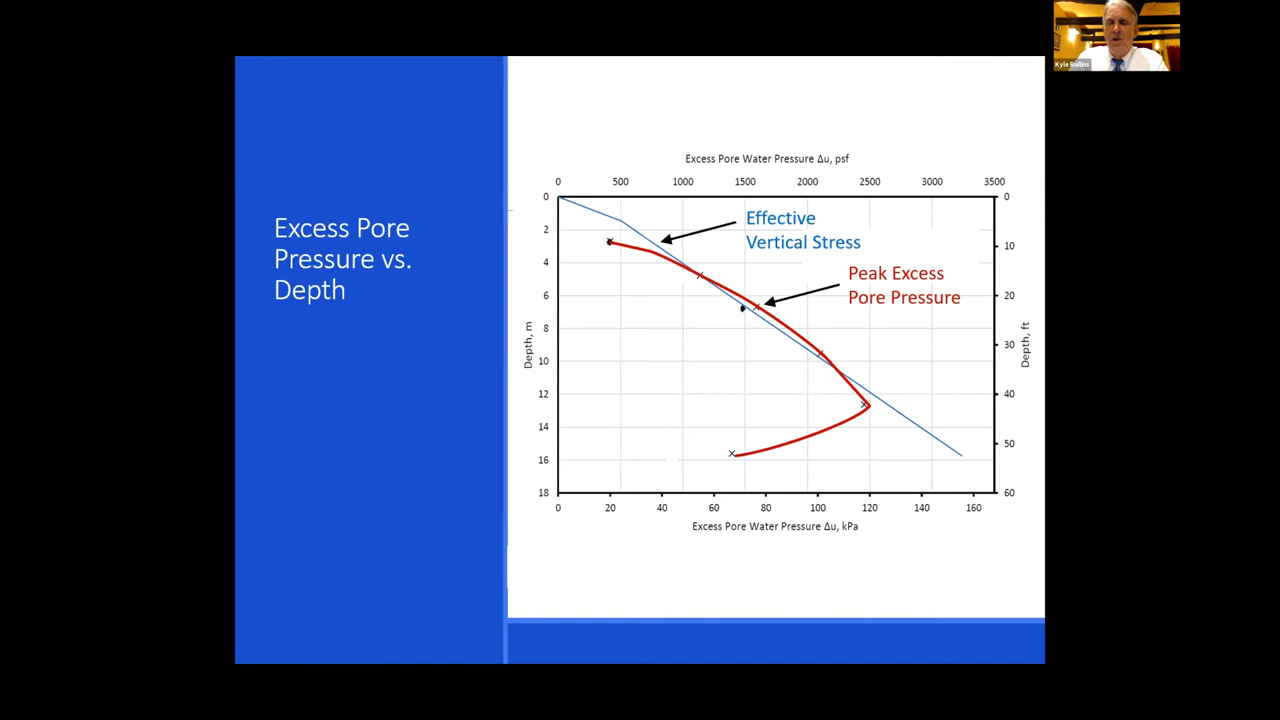 Kyle Rollins
Excess Pore
Pressure vs.
Depth
Excess Pore Water Pressure Δu, psf
0 500 1000 1500 2000 2500 3000 3500
Effective
Vertical Stress
Peak Excess
Pore Pressure
Depth, m
0
2
4
6
8
10
12
14
16
18
Depth, ft
0
10
20
30
40
50
60
0 20 40 60 80 100 120 140 160
Excess Pore Water Pressure Δu, kPa